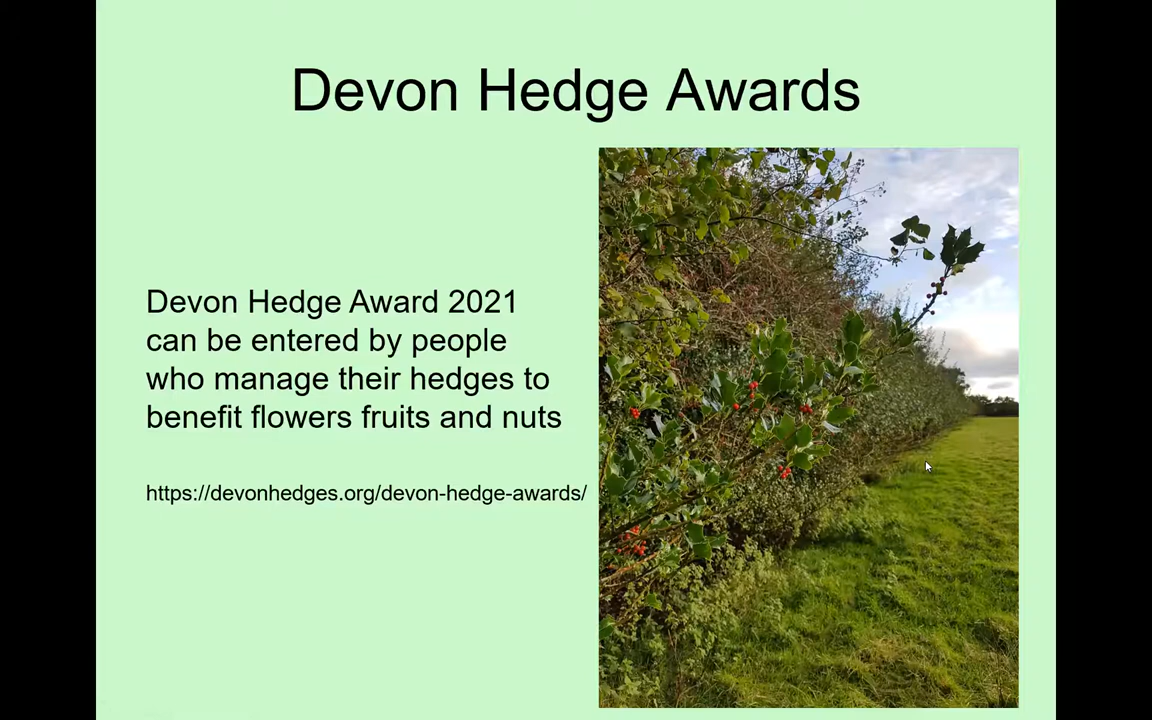 Devon Hedge Awards
Devon Hedge Award 2021
can be entered by people
who manage their hedges to
benefit flowers fruits and nuts
https://devonhedges.org/devon-hedge-awards/